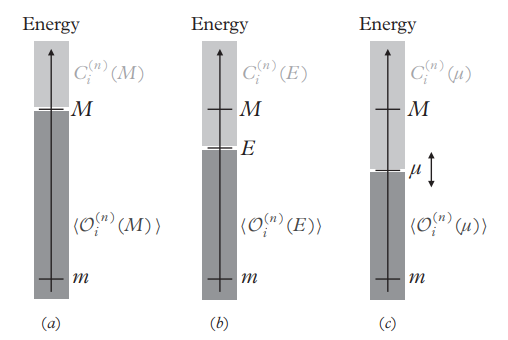 Energy Energy Energy
C_i^{(n)}(M) C_i^{(n)}(E) C_i^{(n)}(μ)
M M M
E
μ
⟨O_i^{(n)}(M)⟩ ⟨O_i^{(n)}(E)⟩ ⟨O_i^{(n)}(μ)⟩
m m m
(a) (b) (c)